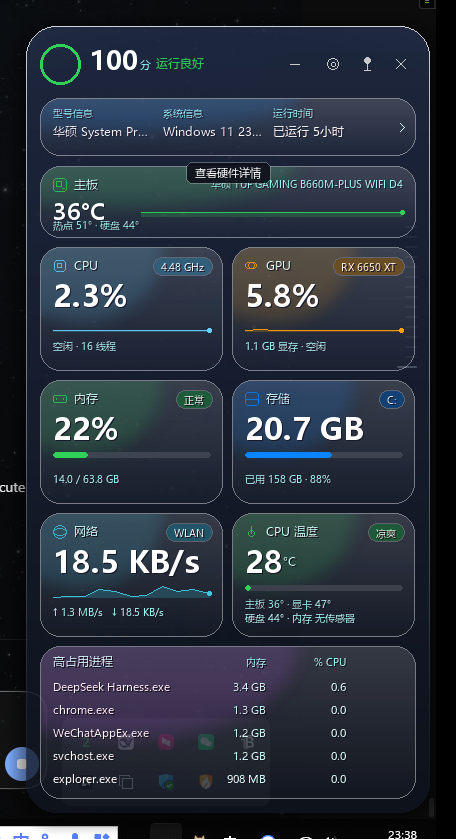 100分 运行良好
型号信息 系统信息 运行时间
华硕 System Pr... Windows 11 23... 已运行 5小时
查看硬件详情
主板 华硕 TUF GAMING B660M-PLUS WIFI D4
36°C
热点 51° · 硬盘 44°
CPU 4.48 GHz
2.3%
空闲 · 16 线程
GPU RX 6650 XT
5.8%
1.1 GB 显存 · 空闲
内存 正常
22%
14.0 / 63.8 GB
存储 C:
20.7 GB
已用 158 GB · 88%
网络 WLAN
18.5 KB/s
↑ 1.3 MB/s ↓ 18.5 KB/s
CPU 温度 凉爽
28°C
主板 36° · 显卡 47°
硬盘 44° · 内存 无传感器
cute
高占用进程 内存 % CPU
DeepSeek Harness.exe 3.4 GB 0.6
chrome.exe 1.3 GB 0.0
WeChatAppEx.exe 1.2 GB 0.0
svchost.exe 1.2 GB 0.0
explorer.exe 908 MB 0.0
23:38